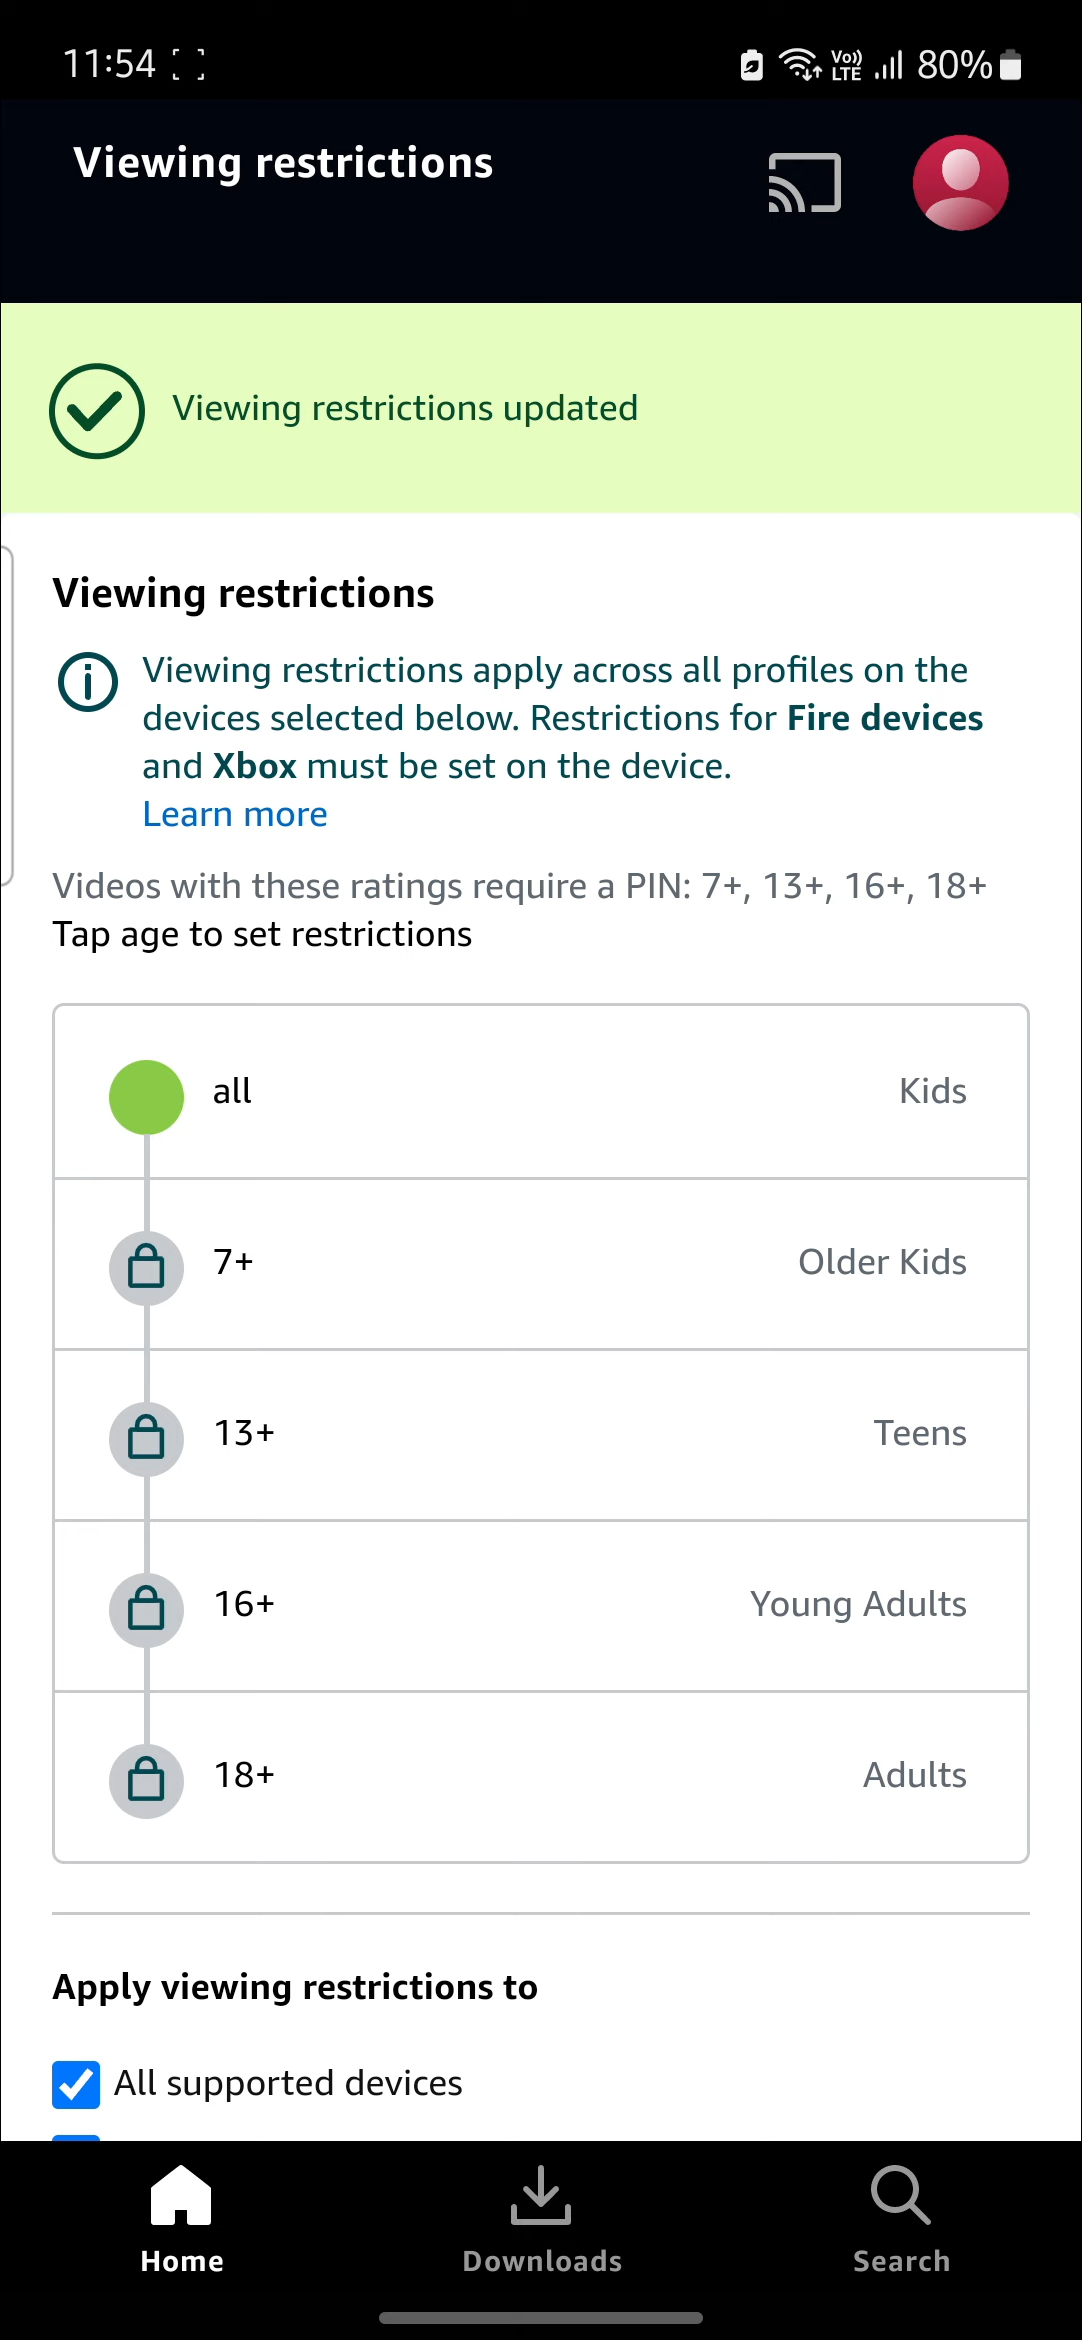 11:54
Vo)) LTE
80%
Viewing restrictions
Viewing restrictions updated
Viewing restrictions
Viewing restrictions apply across all profiles on the
devices selected below. Restrictions for Fire devices
and Xbox must be set on the device.
Learn more
Videos with these ratings require a PIN: 7+, 13+, 16+, 18+
Tap age to set restrictions
all Kids
7+ Older Kids
13+ Teens
16+ Young Adults
18+ Adults
Apply viewing restrictions to
All supported devices
Home Downloads Search